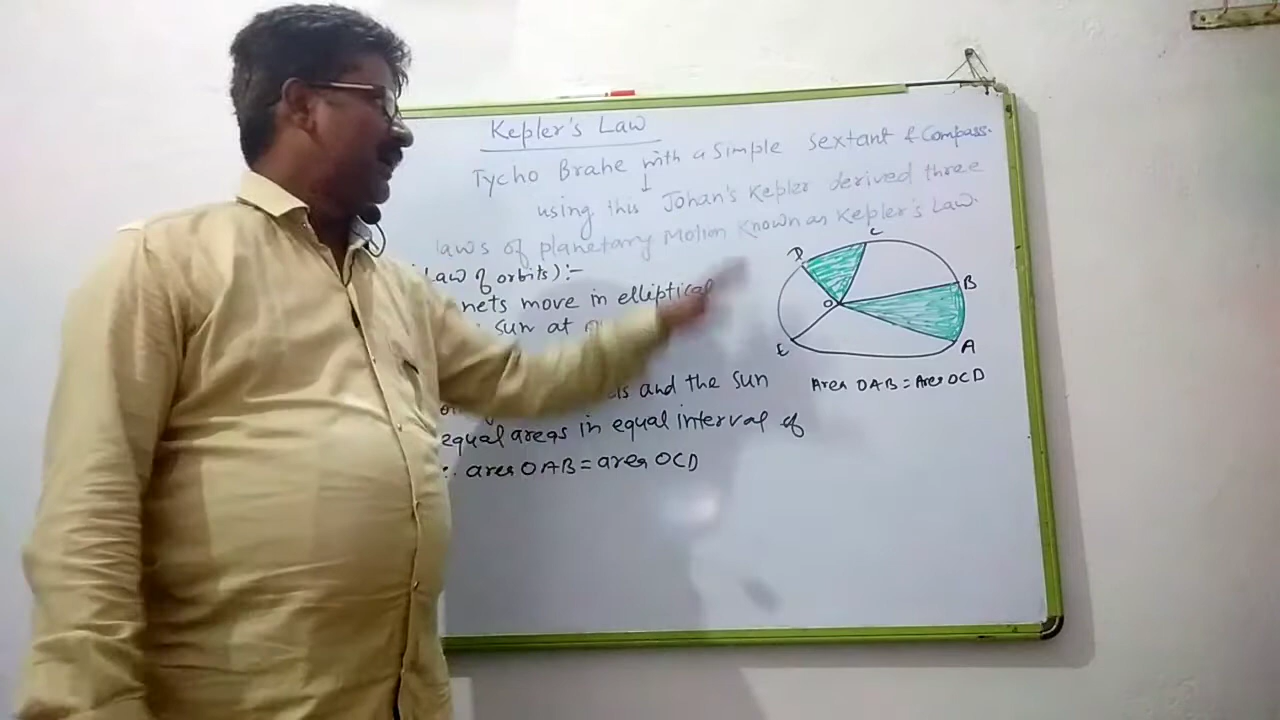 Kepler's Law
Tycho Brahe with a Simple Sextant & Compass.
using this Johan's Kepler derived three
laws of planetary Motion Known as Kepler's Law.
Law of orbits):-
nets move in elliptical
sun at
and the sun
equal areas in equal interval of
area OAB = area OCD
D
C
B
O
E
A
Area OAB = Area OCD